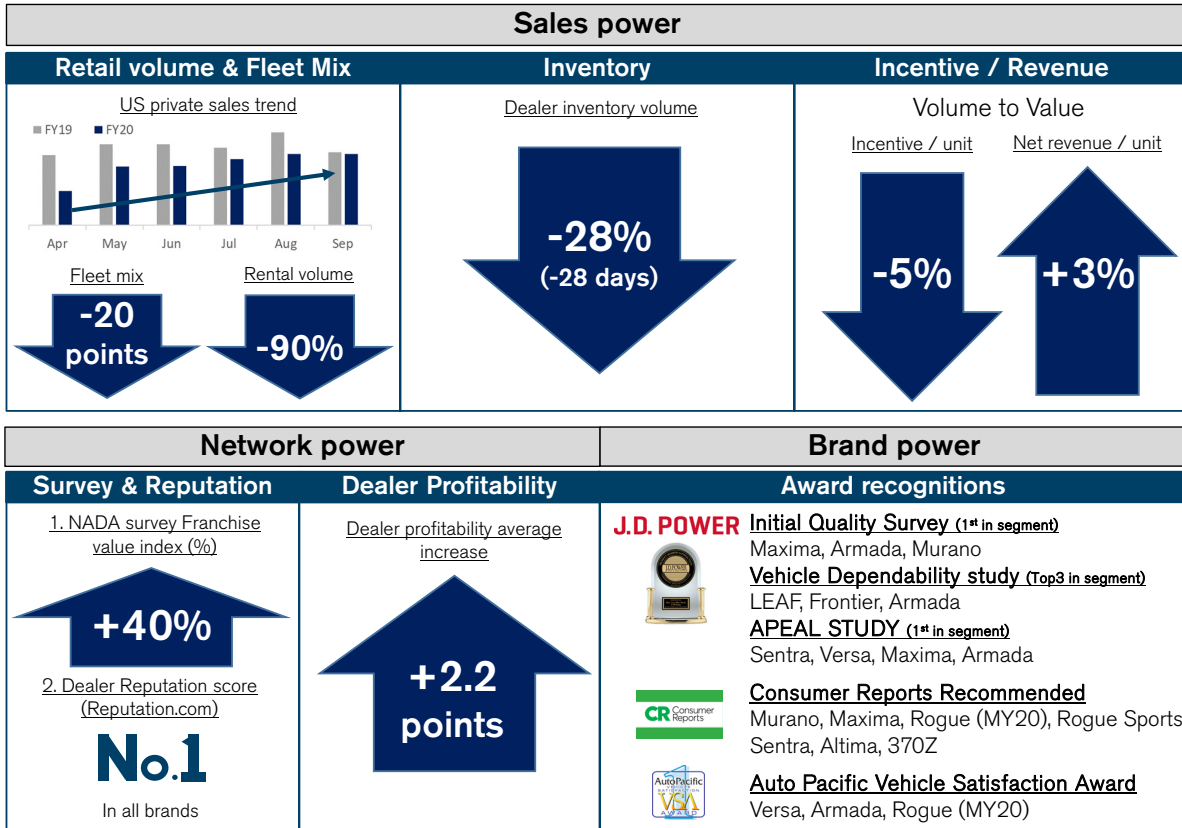 Sales power
Retail volume & Fleet Mix
US private sales trend
FY19 FY20
Apr May Jun Jul Aug Sep
Fleet mix
-20
points
Rental volume
-90%
Inventory
Dealer inventory volume
-28%
(-28 days)
Incentive / Revenue
Volume to Value
Incentive / unit
-5%
Net revenue / unit
+3%
Network power
Survey & Reputation
1. NADA survey Franchise
value index (%)
+40%
2. Dealer Reputation score
(Reputation.com)
No.1
In all brands
Dealer Profitability
Dealer profitability average
increase
+2.2
points
Brand power
Award recognitions
J.D. POWER
Initial Quality Survey (1st in segment)
Maxima, Armada, Murano
Vehicle Dependability study (Top3 in segment)
LEAF, Frontier, Armada
APEAL STUDY (1st in segment)
Sentra, Versa, Maxima, Armada
CR Consumer
Reports
Consumer Reports Recommended
Murano, Maxima, Rogue (MY20), Rogue Sports
Sentra, Altima, 370Z
AutoPacific
VEHICLE
SATISFACTION
VSA
AWARD
Auto Pacific Vehicle Satisfaction Award
Versa, Armada, Rogue (MY20)